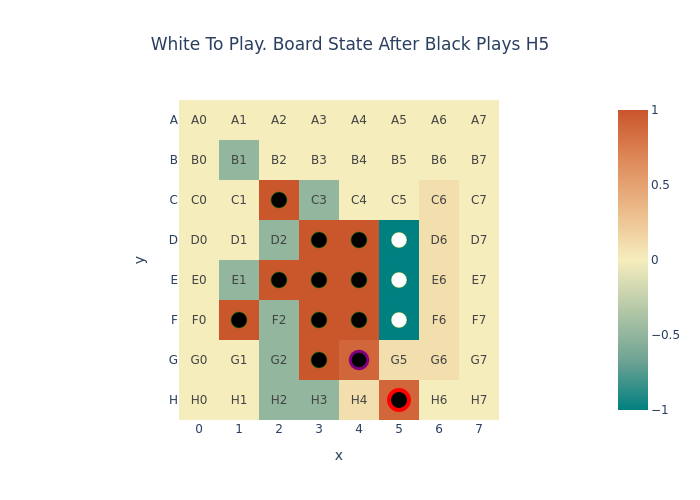 White To Play. Board State After Black Plays H5
A A0 A1 A2 A3 A4 A5 A6 A7
B B0 B1 B2 B3 B4 B5 B6 B7
C C0 C1 C3 C4 C5 C6 C7
D D0 D1 D2 D6 D7
E E0 E1 E6 E7
F F0 F2 F6 F7
G G0 G1 G2 G5 G6 G7
H H0 H1 H2 H3 H4 H6 H7
0 1 2 3 4 5 6 7
x
y
1
0.5
0
−0.5
−1